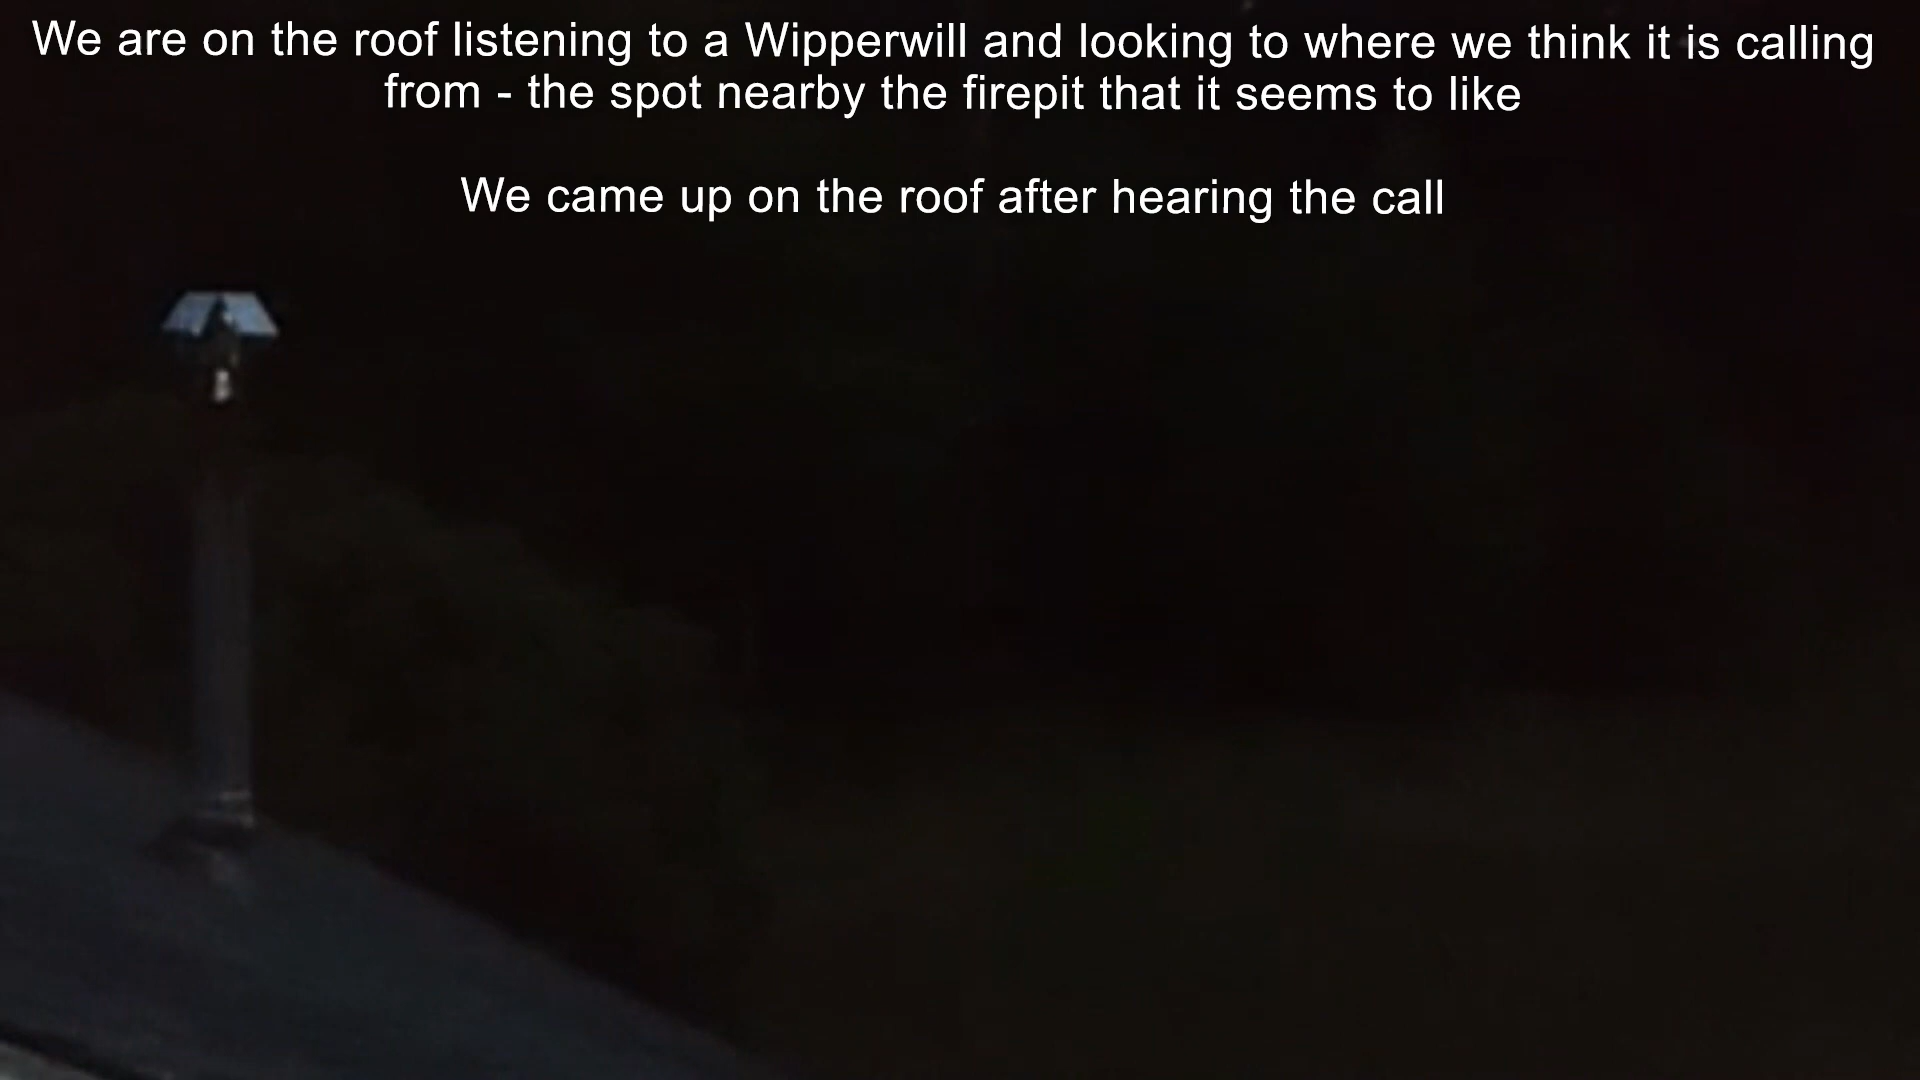 We are on the roof listening to a Wipperwill and looking to where we think it is calling
from - the spot nearby the firepit that it seems to like
We came up on the roof after hearing the call